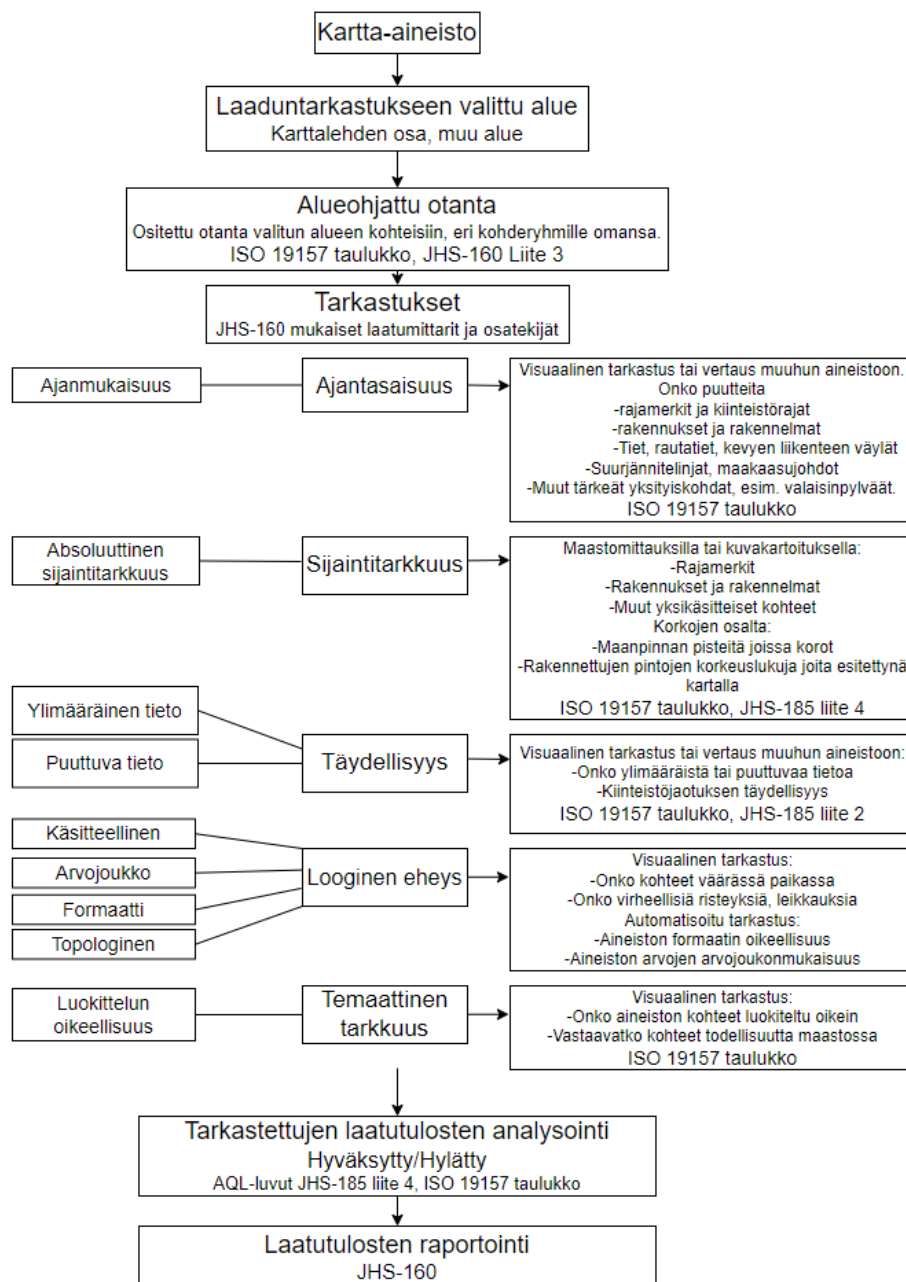 Kartta-aineisto
Laaduntarkastukseen valittu alue
Karttalehden osa, muu alue
Alueohjattu otanta
Ositettu otanta valitun alueen kohteisiin, eri kohderyhmille omansa.
ISO 19157 taulukko, JHS-160 Liite 3
Tarkastukset
JHS-160 mukaiset laatumittarit ja osatekijät
Ajanmukaisuus
Ajantasaisuus
Visuaalinen tarkastus tai vertaus muuhun aineistoon.
Onko puutteita
-rajamerkit ja kiinteistörajat
-rakennukset ja rakennelmat
-Tiet, rautatiet, kevyen liikenteen väylät
-Suurjännitelinjat, maakaasujohdot
-Muut tärkeät yksityiskohdat, esim. valaisinpylväät.
ISO 19157 taulukko
Absoluuttinen
sijaintitarkkuus
Sijaintitarkkuus
Maastomittauksilla tai kuvakartoituksella:
-Rajamerkit
-Rakennukset ja rakennelmat
-Muut yksikäsitteiset kohteet
Korkojen osalta:
-Maanpinnan pisteitä joissa korot
-Rakennettujen pintojen korkeuslukuja joita esitettynä
kartalla
ISO 19157 taulukko, JHS-185 liite 4
Ylimääräinen tieto
Puuttuva tieto
Täydellisyys
Visuaalinen tarkastus tai vertaus muuhun aineistoon:
-Onko ylimääräistä tai puuttuvaa tietoa
-Kiinteistöjaotuksen täydellisyys
ISO 19157 taulukko, JHS-185 liite 2
Käsitteellinen
Arvojoukko
Formaatti
Topologinen
Looginen eheys
Visuaalinen tarkastus:
-Onko kohteet väärässä paikassa
-Onko virheellisiä risteyksiä, leikkauksia
Automatisoitu tarkastus:
-Aineiston formaatin oikeellisuus
-Aineiston arvojen arvojoukonmukaisuus
Luokittelun
oikeellisuus
Temaattinen
tarkkuus
Visuaalinen tarkastus:
-Onko aineiston kohteet luokiteltu oikein
-Vastaavatko kohteet todellisuutta maastossa
ISO 19157 taulukko
Tarkastettujen laatutulosten analysointi
Hyväksytty/Hylätty
AQL-luvut JHS-185 liite 4, ISO 19157 taulukko
Laatutulosten raportointi
JHS-160